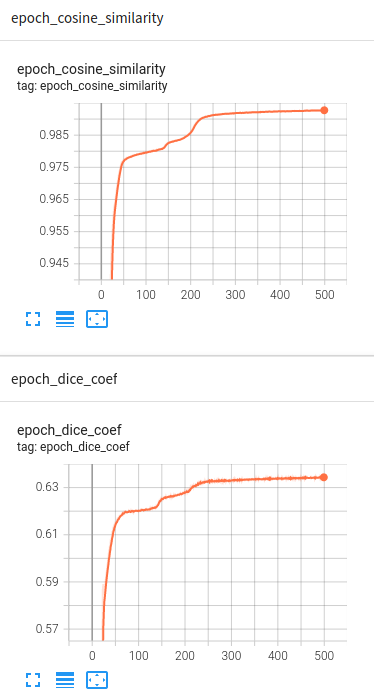 epoch_cosine_similarity
epoch_cosine_similarity
tag: epoch_cosine_similarity
0.985
0.975
0.965
0.955
0.945
0 100 200 300 400 500
epoch_dice_coef
epoch_dice_coef
tag: epoch_dice_coef
0.63
0.61
0.59
0.57
0 100 200 300 400 500